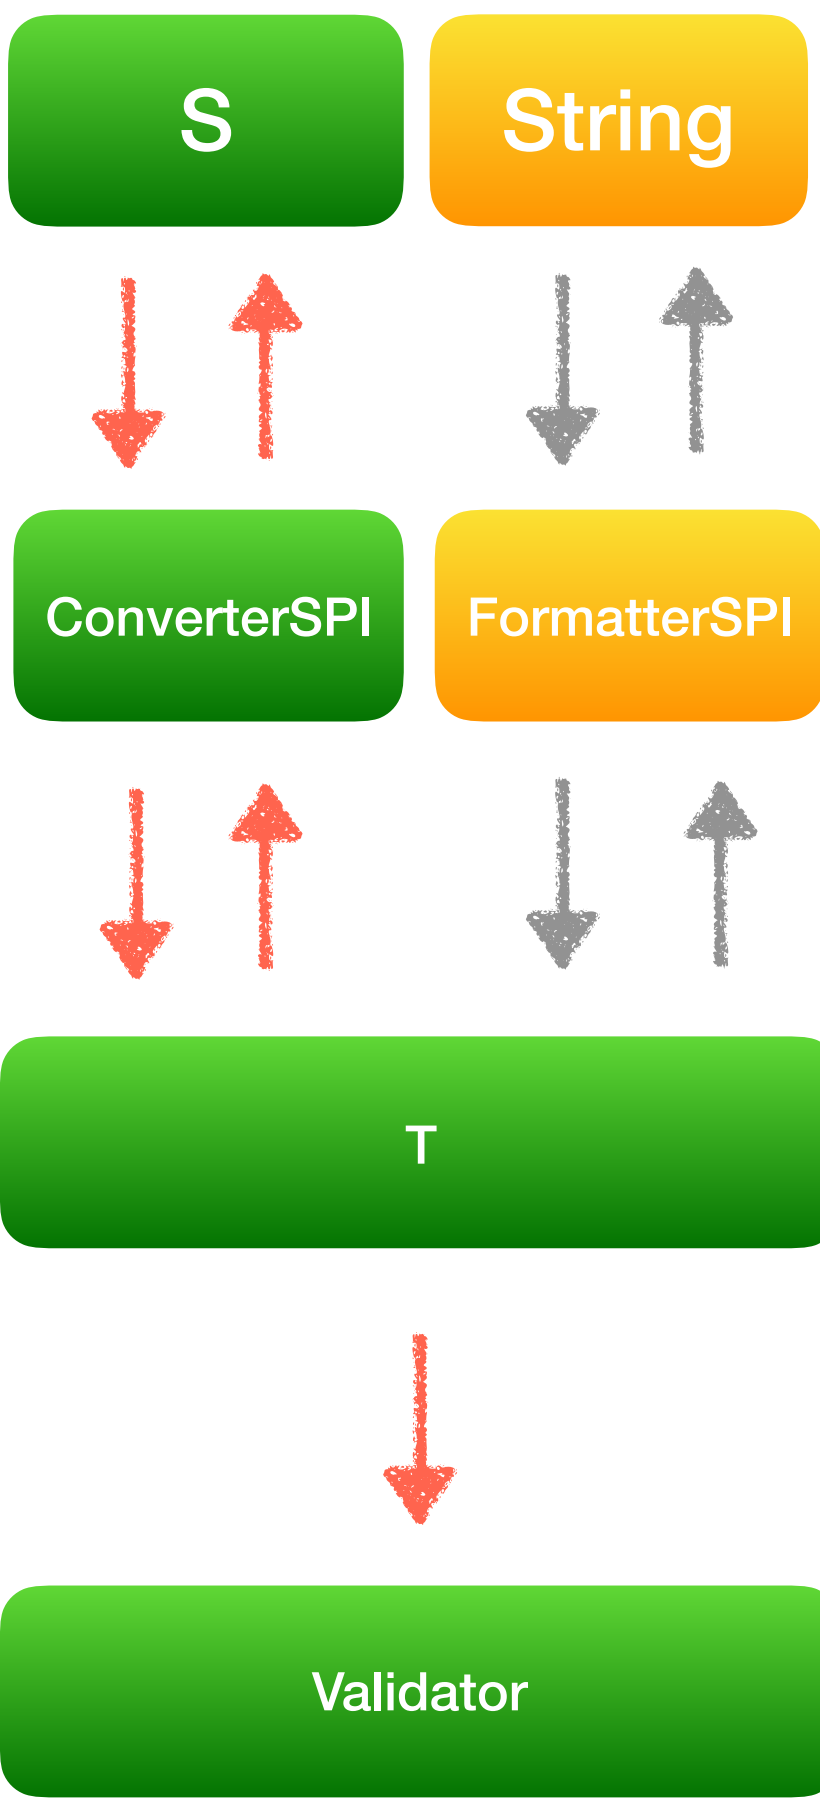 S
String
ConverterSPI
FormatterSPI
T
Validator